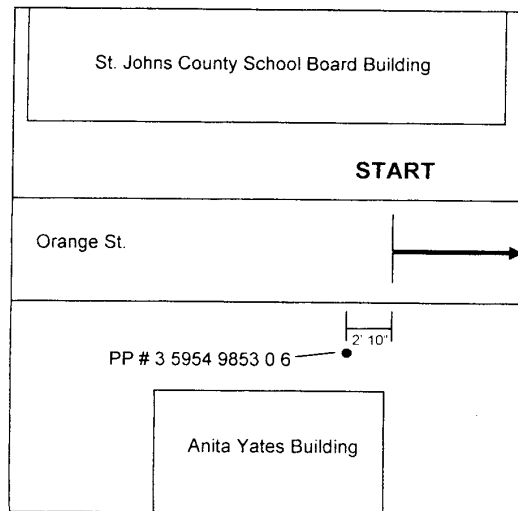 St. Johns County School Board Building
START
Orange St.
2' 10"
PP # 3 5954 9853 0 6
Anita Yates Building